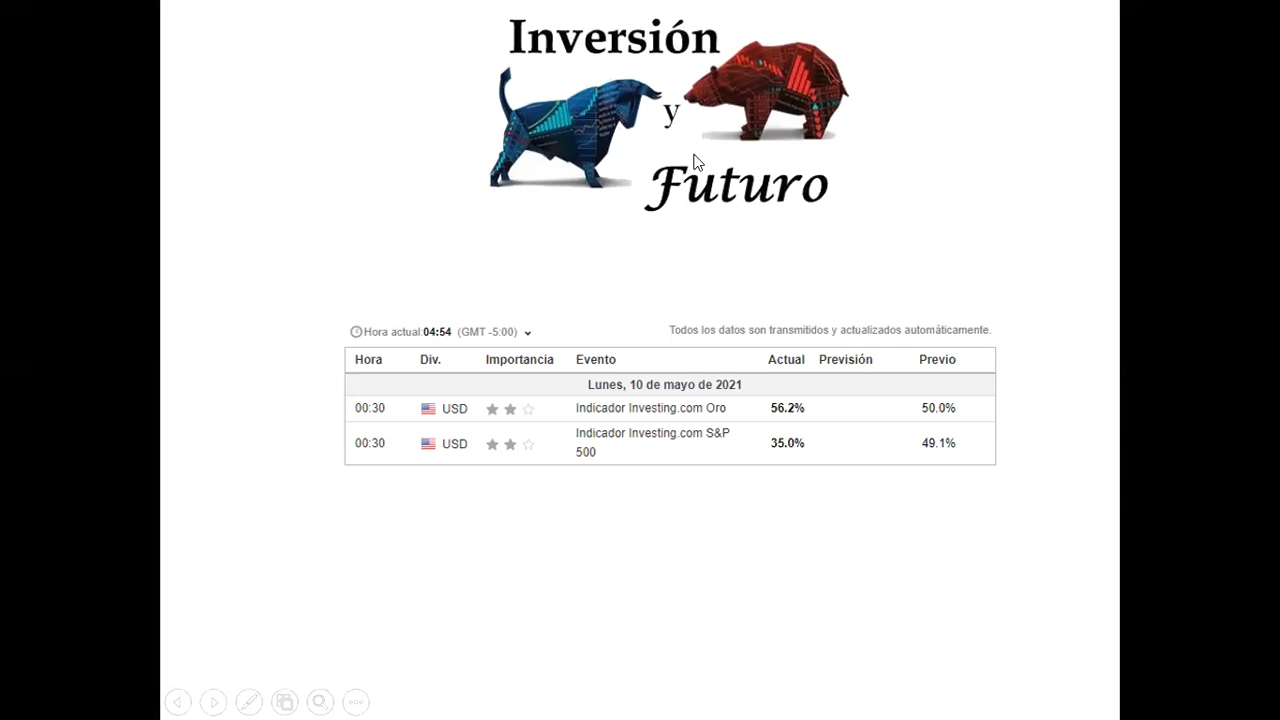 Inversión
y
Futuro
Hora actual:04:54 (GMT -5:00) Todos los datos son transmitidos y actualizados automáticamente.
Hora Div. Importancia Evento Actual Previsión Previo
Lunes, 10 de mayo de 2021
00:30 USD Indicador Investing.com Oro 56.2% 50.0%
00:30 USD Indicador Investing.com S&P 500 35.0% 49.1%